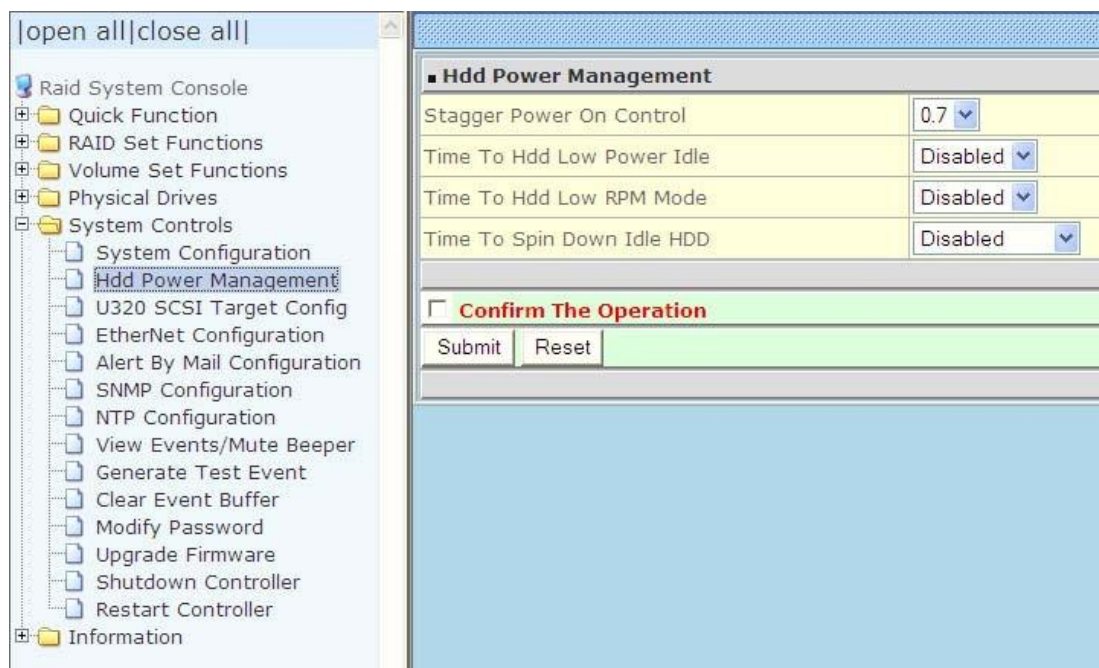 |open all|close all|
Raid System Console
Quick Function
RAID Set Functions
Volume Set Functions
Physical Drives
System Controls
System Configuration
Hdd Power Management
U320 SCSI Target Config
EtherNet Configuration
Alert By Mail Configuration
SNMP Configuration
NTP Configuration
View Events/Mute Beeper
Generate Test Event
Clear Event Buffer
Modify Password
Upgrade Firmware
Shutdown Controller
Restart Controller
Information
Hdd Power Management
Stagger Power On Control 0.7
Time To Hdd Low Power Idle Disabled
Time To Hdd Low RPM Mode Disabled
Time To Spin Down Idle HDD Disabled
Confirm The Operation
Submit Reset